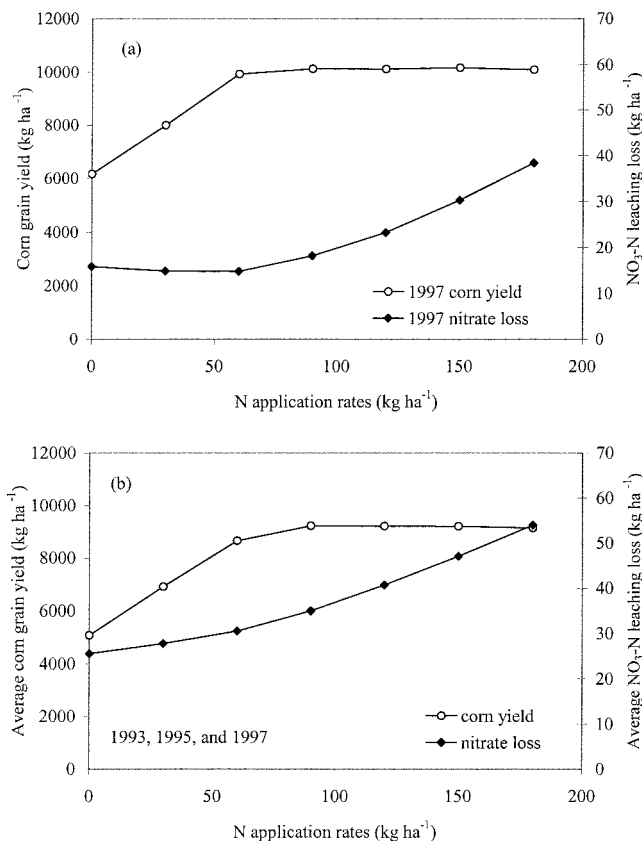 (a)
Corn grain yield (kg ha⁻¹)
12000
10000
8000
6000
4000
2000
0
70
60
50
40
30
20
10
0
NO₃-N leaching loss (kg ha⁻¹)
1997 corn yield
1997 nitrate loss
0 50 100 150 200
N application rates (kg ha⁻¹)
(b)
Average corn grain yield (kg ha⁻¹)
12000
10000
8000
6000
4000
2000
0
70
60
50
40
30
20
10
0
Average NO₃-N leaching loss (kg ha⁻¹)
corn yield
nitrate loss
1993, 1995, and 1997
0 50 100 150 200
N application rates (kg ha⁻¹)